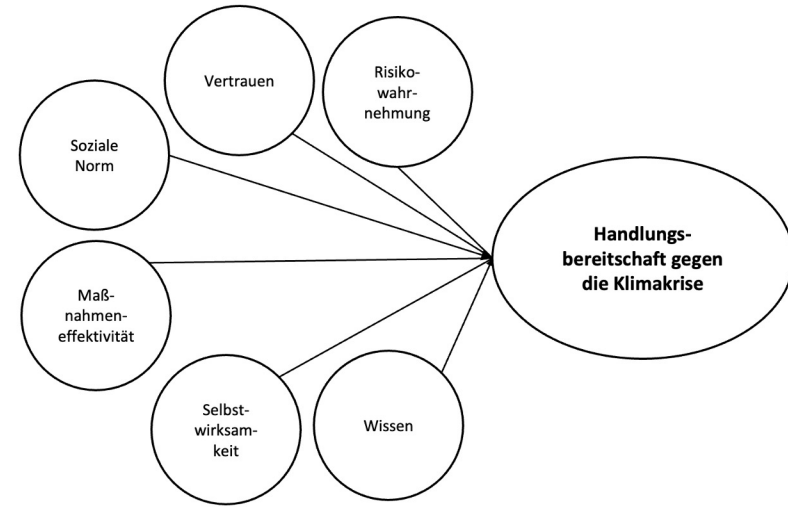 Vertrauen
Risiko-
wahr-
nehmung
Soziale
Norm
Handlungs-
bereitschaft gegen
die Klimakrise
Maß-
nahmen-
effektivität
Selbst-
wirksam-
keit
Wissen